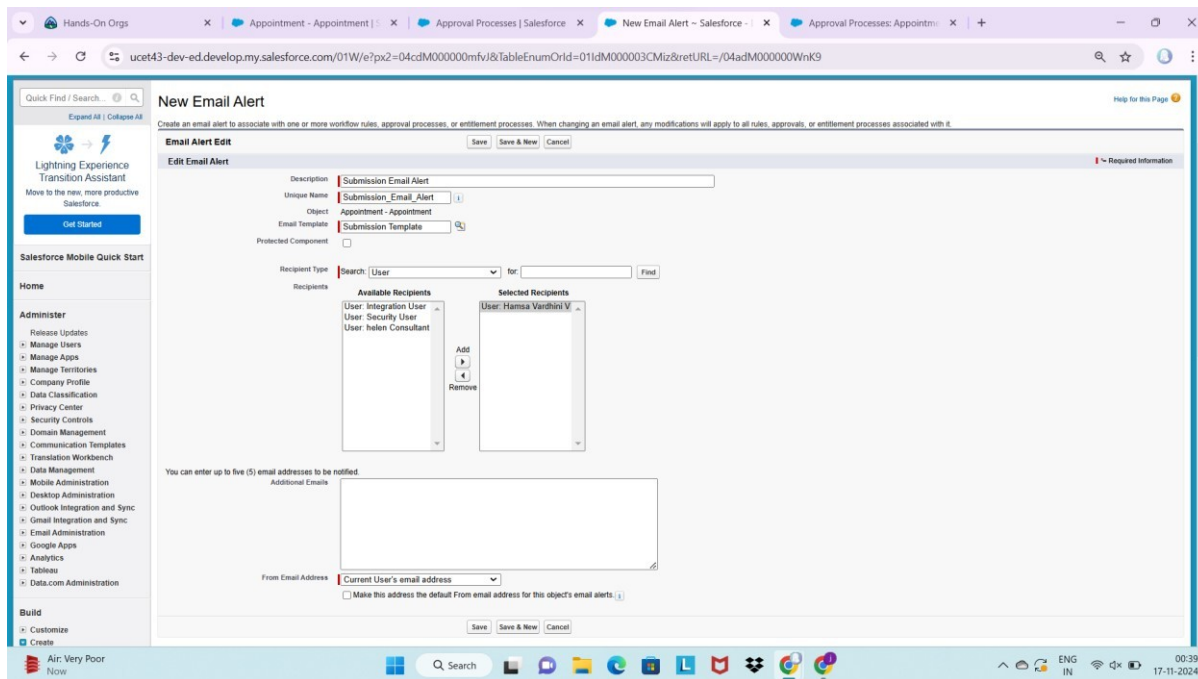 Hands-On Orgs
Appointment - Appointment | S
Approval Processes | Salesforce
New Email Alert ~ Salesforce -
Approval Processes: Appointme
ucet43-dev-ed.develop.my.salesforce.com/01W/e?px2=04cdM000000mfvJ&TableEnumOrId=01IdM000003CMiz&retURL=/04adM000000WnK9
Quick Find / Search...
Expand All | Collapse All
Lightning Experience
Transition Assistant
Move to the new, more productive
Salesforce.
Get Started
Salesforce Mobile Quick Start
Home
Administer
Release Updates
Manage Users
Manage Apps
Manage Territories
Company Profile
Data Classification
Privacy Center
Security Controls
Domain Management
Communication Templates
Translation Workbench
Data Management
Mobile Administration
Desktop Administration
Outlook Integration and Sync
Gmail Integration and Sync
Email Administration
Google Apps
Analytics
Tableau
Data.com Administration
Build
Customize
Create
New Email Alert
Help for this Page
Create an email alert to associate with one or more workflow rules, approval processes, or entitlement processes. When changing an email alert, any modifications will apply to all rules, approvals, or entitlement processes associated with it.
Email Alert Edit Save Save & New Cancel
Edit Email Alert = Required Information
Description Submission Email Alert
Unique Name Submission_Email_Alert
Object Appointment - Appointment
Email Template Submission Template
Protected Component
Recipient Type Search: User for: Find
Recipients Available Recipients Selected Recipients
User: Integration User User: Hamsa Vardhini V
User: Security User
User: helen Consultant
Add
Remove
You can enter up to five (5) email addresses to be notified.
Additional Emails
From Email Address Current User's email address
Make this address the default From email address for this object's email alerts.
Save Save & New Cancel
Air: Very Poor
Now
Search
ENG
IN
00:39
17-11-2024